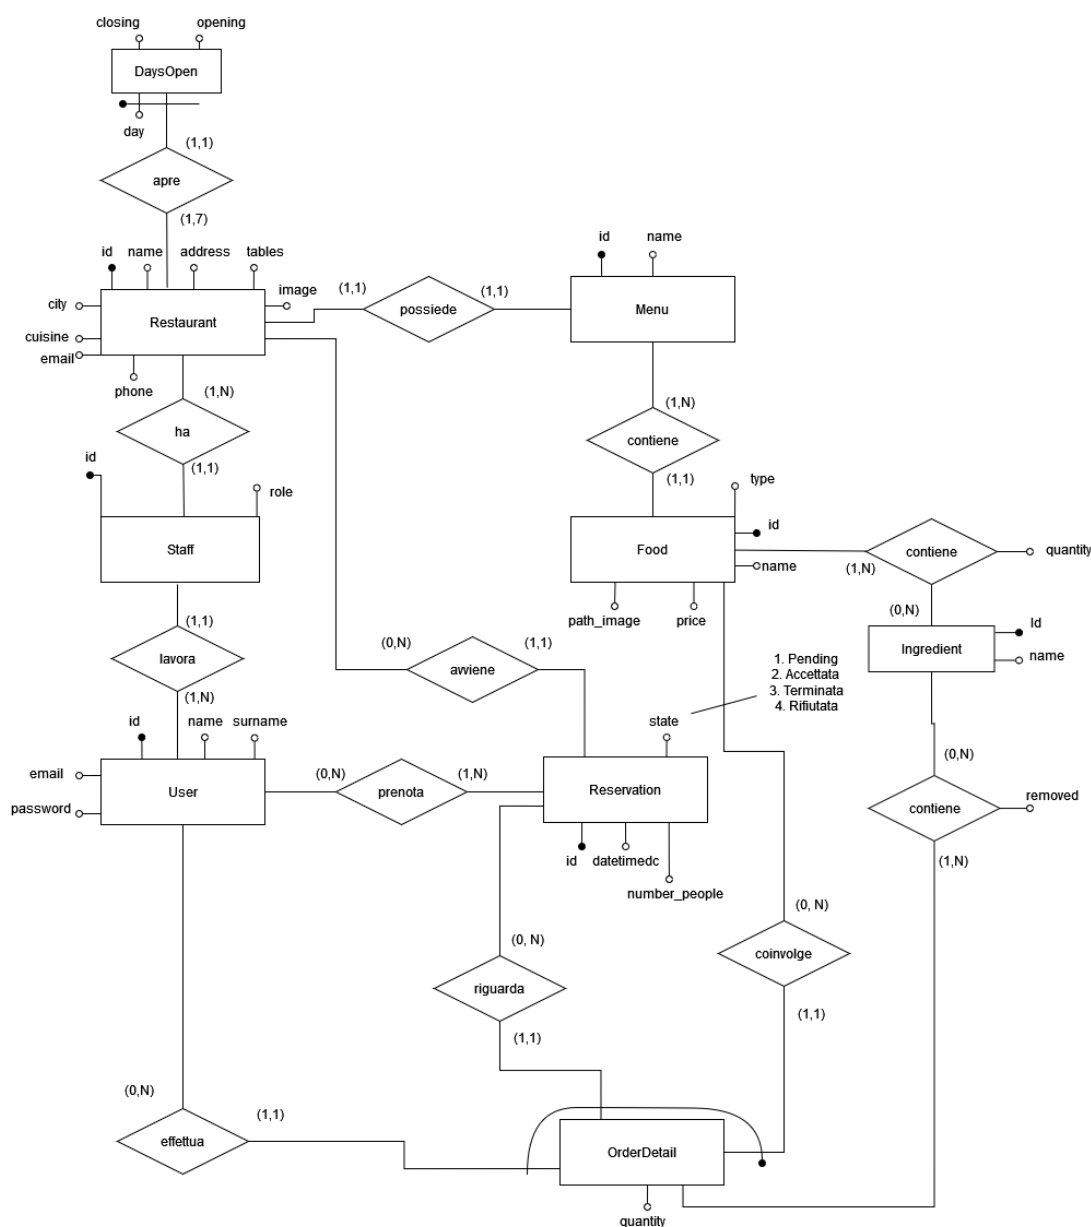 closing
opening
DaysOpen
day
(1,1)
apre
(1,7)
id
name
address
tables
image
city
cuisine
email
phone
Restaurant
(1,1)
possiede
(1,1)
id
name
Menu
(1,N)
ha
(1,1)
(1,N)
contiene
(1,1)
id
role
Staff
type
id
name
Food
path_image
price
(1,N)
contiene
quantity
(0,N)
Id
name
Ingredient
(1,1)
lavora
(1,N)
(0,N)
avviene
(1,1)
1. Pending
2. Accettata
3. Terminata
4. Rifiutata
state
id
name
surname
email
password
User
(0,N)
prenota
(1,N)
Reservation
id
datetimedc
number_people
(0,N)
contiene
removed
(1,N)
(0, N)
riguarda
(1,1)
(0, N)
coinvolge
(1,1)
(0,N)
effettua
(1,1)
OrderDetail
quantity